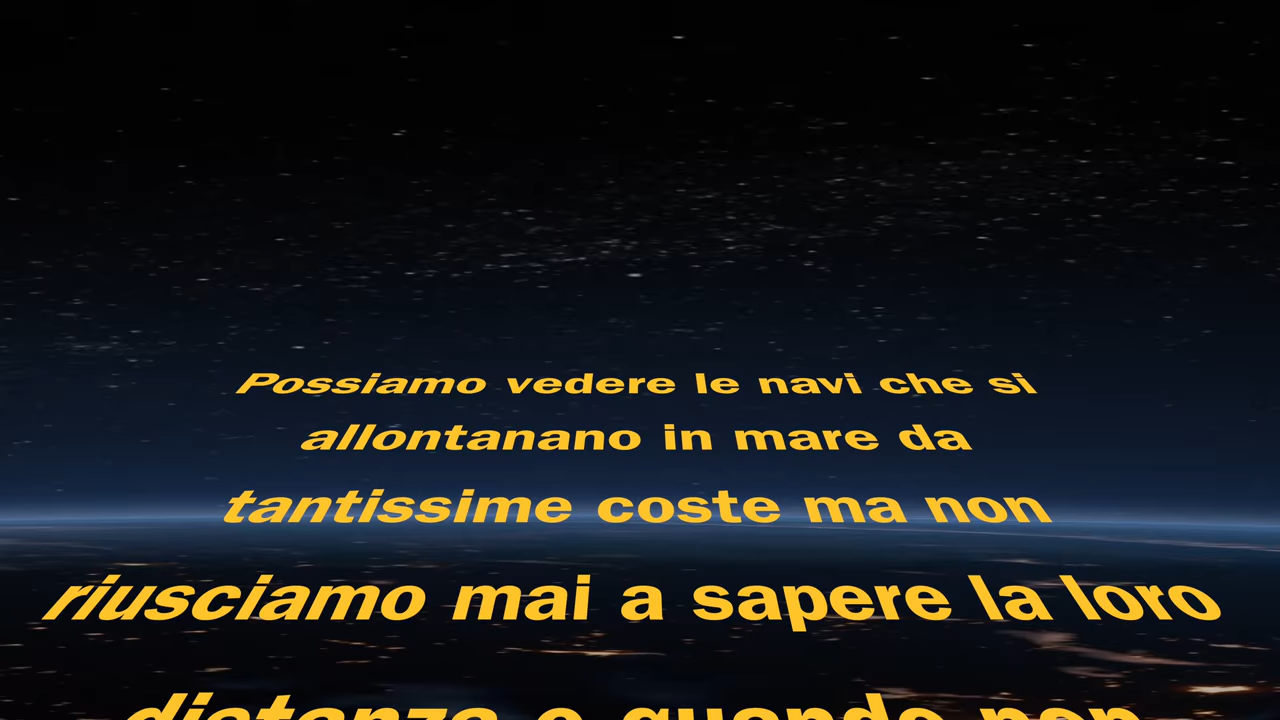 Possiamo vedere le navi che si
allontanano in mare da
tantissime coste ma non
riusciamo mai a sapere la loro
distanza e quando non